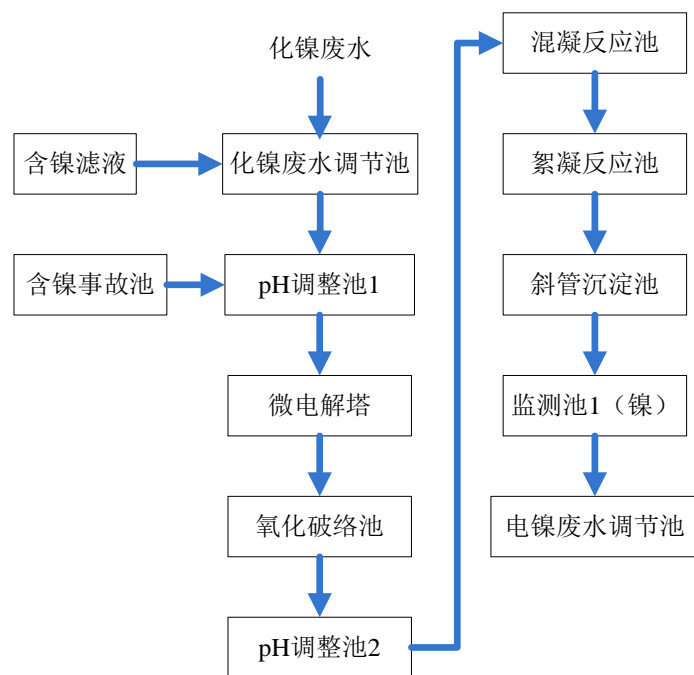 化镍废水
含镍滤液
化镍废水调节池
含镍事故池
pH调整池1
微电解塔
氧化破络池
pH调整池2
混凝反应池
絮凝反应池
斜管沉淀池
监测池1（镍）
电镍废水调节池